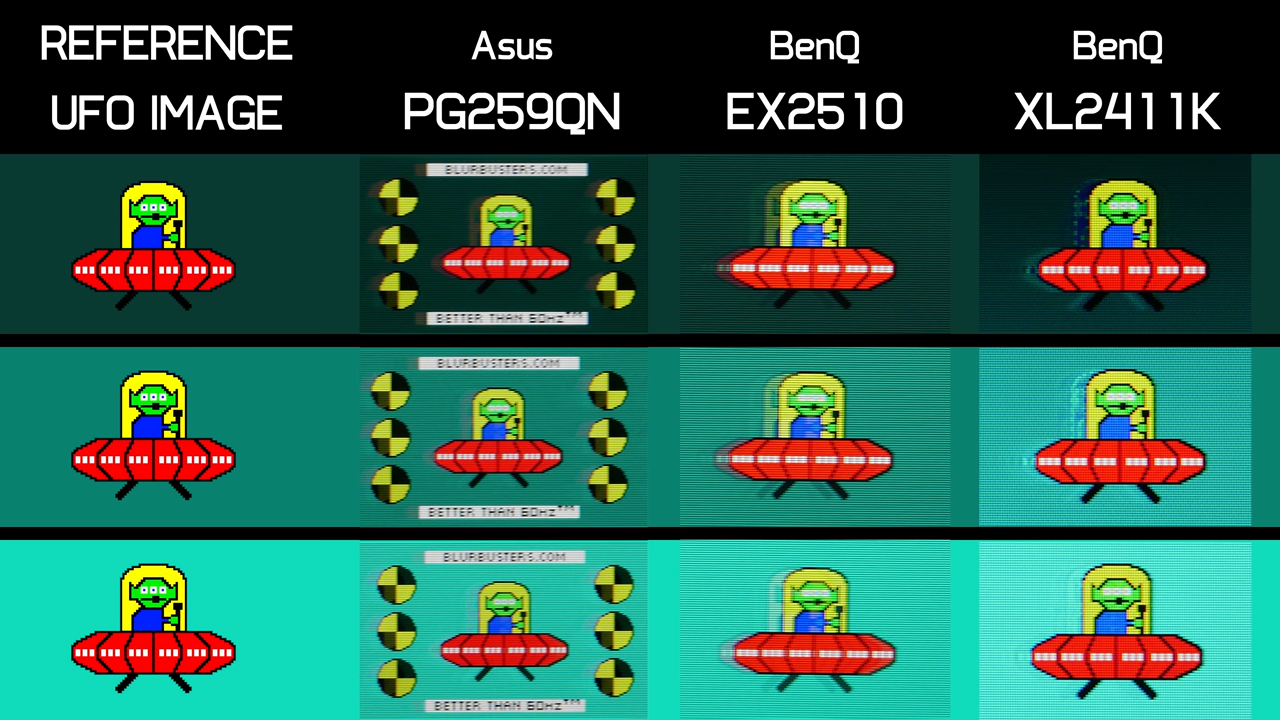 REFERENCE
UFO IMAGE
Asus
PG259QN
BenQ
EX2510
BenQ
XL2411K
BLURBUSTERS.COM
BETTER THAN 60Hz™
BLURBUSTERS.COM
BETTER THAN 60Hz™
BLURBUSTERS.COM
BETTER THAN 60Hz™